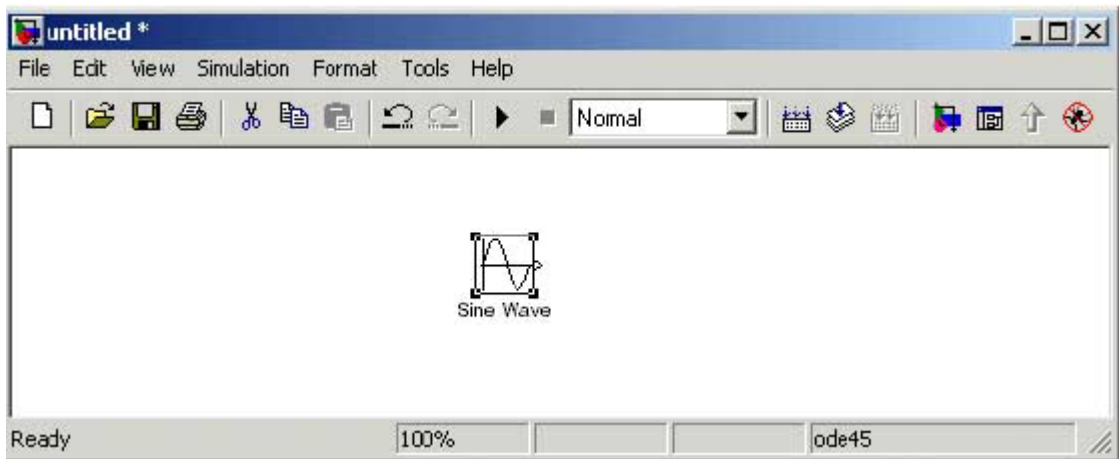 untitled *
File Edit View Simulation Format Tools Help
Normal
Sine Wave
Ready 100% ode45